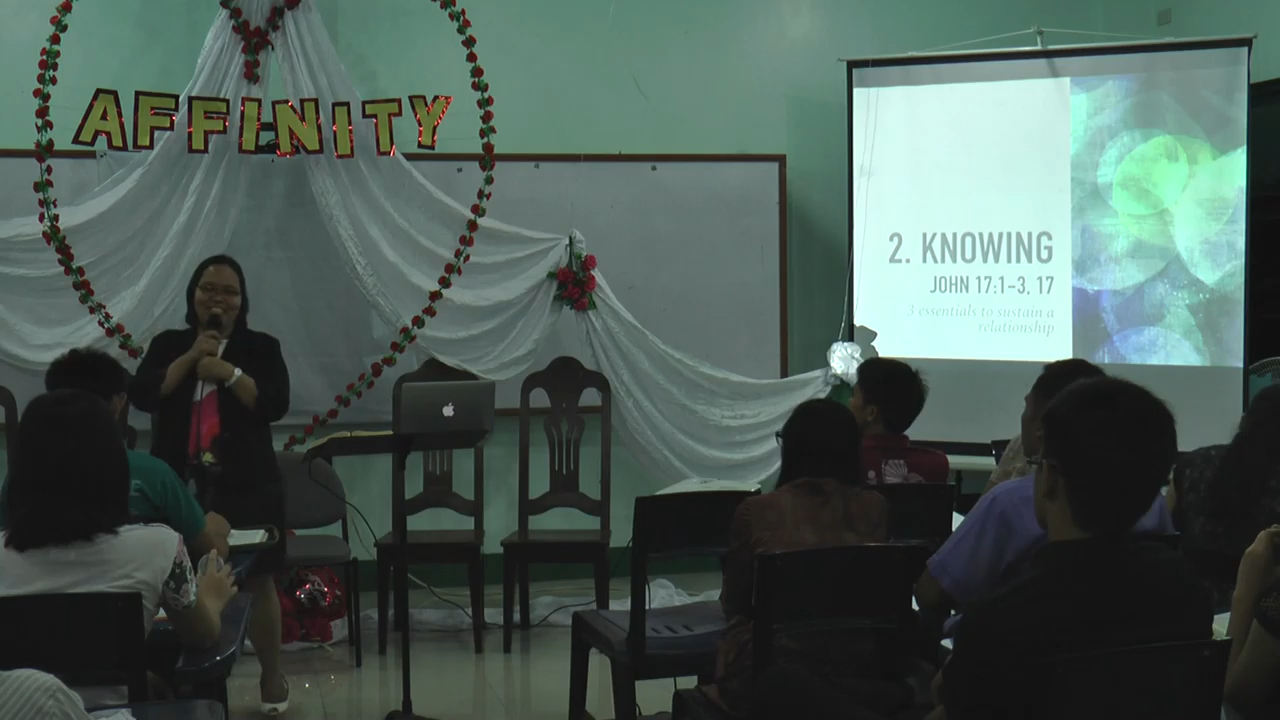 AFFINITY
2. KNOWING
JOHN 17:1-3, 17
3 essentials to sustain a
relationship